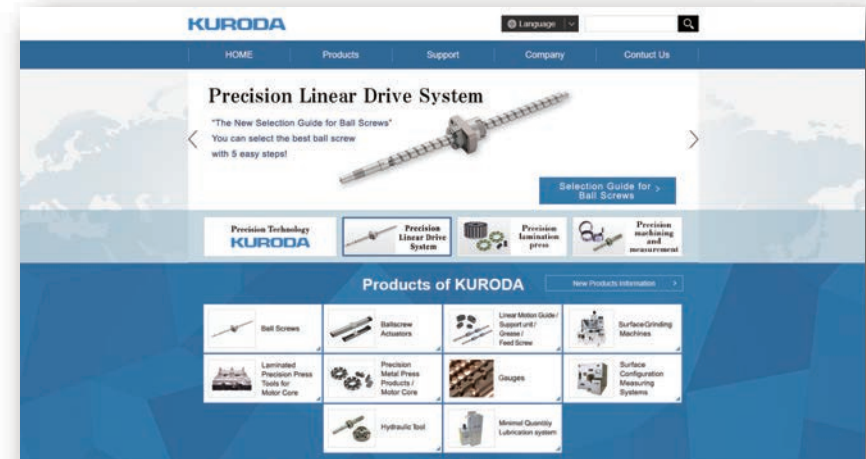 KURODA
Language
HOME
Products
Support
Company
Contuct Us
Precision Linear Drive System
"The New Selection Guide for Ball Screws"
You can select the best ball screw
with 5 easy steps!
Selection Guide for
Ball Screws
Precision Technology
KURODA
Precision
Linear Drive
System
Precision
lamination
press
Precision
machining
and
measurement
Products of KURODA
New Products Information
Ball Screws
Ballscrew
Actuators
Linear Motion Guide /
Support unit /
Grease /
Feed Screw
Surface Grinding
Machines
Laminated
Precision Press
Tools for
Motor Core
Precision
Metal Press
Products /
Motor Core
Gauges
Surface
Configuration
Measuring
Systems
Hydraulic Tool
Minimel Quantity
Lubrication system